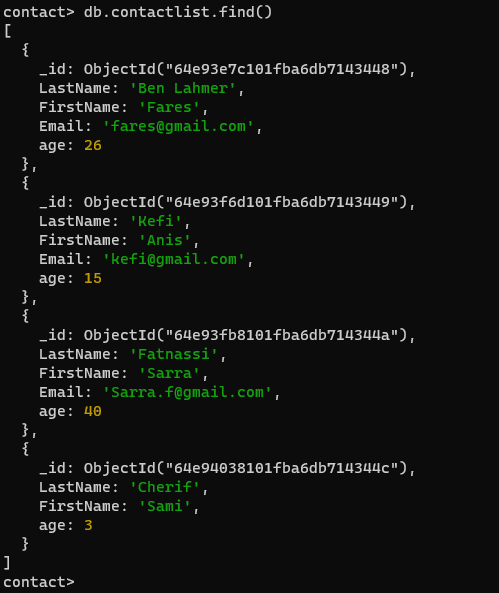 contact> db.contactlist.find()
[
  {
    _id: ObjectId("64e93e7c101fba6db7143448"),
    LastName: 'Ben Lahmer',
    FirstName: 'Fares',
    Email: 'fares@gmail.com',
    age: 26
  },
  {
    _id: ObjectId("64e93f6d101fba6db7143449"),
    LastName: 'Kefi',
    FirstName: 'Anis',
    Email: 'kefi@gmail.com',
    age: 15
  },
  {
    _id: ObjectId("64e93fb8101fba6db714344a"),
    LastName: 'Fatnassi',
    FirstName: 'Sarra',
    Email: 'Sarra.f@gmail.com',
    age: 40
  },
  {
    _id: ObjectId("64e94038101fba6db714344c"),
    LastName: 'Cherif',
    FirstName: 'Sami',
    age: 3
  }
]
contact>